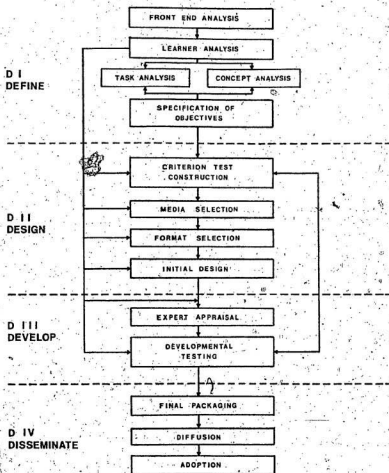 FRONT END ANALYSIS
LEARNER ANALYSIS
D I
DEFINE
TASK ANALYSIS
CONCEPT ANALYSIS
SPECIFICATION OF
OBJECTIVES
CRITERION TEST
CONSTRUCTION
D II
DESIGN
MEDIA SELECTION
FORMAT SELECTION
INITIAL DESIGN
D III
DEVELOP
EXPERT APPRAISAL
DEVELOPMENTAL
TESTING
FINAL PACKAGING
D IV
DISSEMINATE
DIFFUSION
ADOPTION